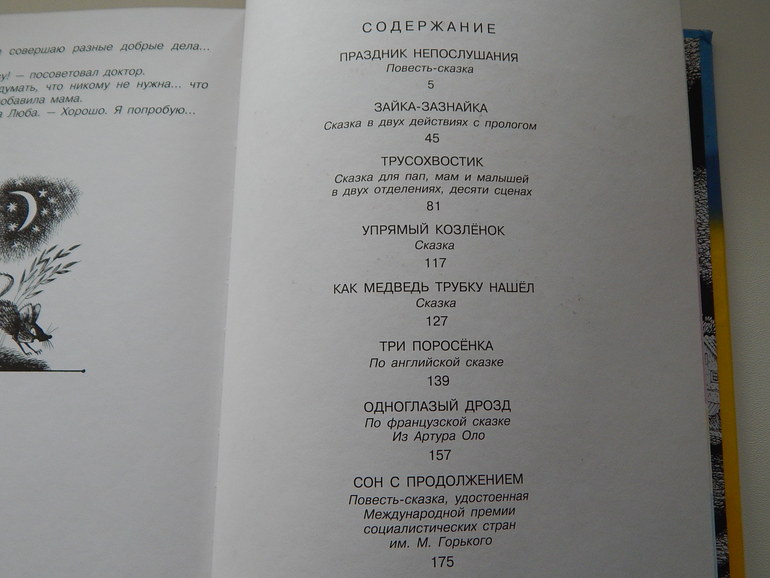 совершаю разные добрые дела...
— посоветовал доктор.
что никому не нужна... что
мама.
Люба. — Хорошо. Я попробую...
СОДЕРЖАНИЕ
ПРАЗДНИК НЕПОСЛУШАНИЯ
Повесть-сказка
5
ЗАЙКА-ЗАЗНАЙКА
Сказка в двух действиях с прологом
45
ТРУСОХВОСТИК
Сказка для пап, мам и малышей
в двух отделениях, десяти сценах
81
УПРЯМЫЙ КОЗЛЁНОК
Сказка
117
КАК МЕДВЕДЬ ТРУБКУ НАШЁЛ
Сказка
127
ТРИ ПОРОСЁНКА
По английской сказке
139
ОДНОГЛАЗЫЙ ДРОЗД
По французской сказке
Из Артура Оло
157
СОН С ПРОДОЛЖЕНИЕМ
Повесть-сказка, удостоенная
Международной премии
социалистических стран
им. М. Горького
175